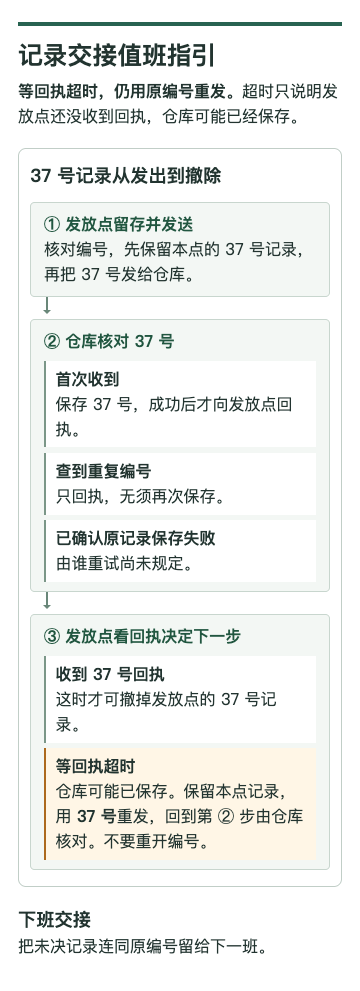 记录交接值班指引
等回执超时，仍用原编号重发。超时只说明发
放点还没收到回执，仓库可能已经保存。
37 号记录从发出到撤除
① 发放点留存并发送
核对编号，先保留本点的 37 号记录，
再把 37 号发给仓库。
② 仓库核对 37 号
首次收到
保存 37 号，成功后才向发放点回
执。
查到重复编号
只回执，无须再次保存。
已确认原记录保存失败
由谁重试尚未规定。
③ 发放点看回执决定下一步
收到 37 号回执
这时才可撤掉发放点的 37 号记
录。
等回执超时
仓库可能已保存。保留本点记录，
用 37 号重发，回到第 ② 步由仓库
核对。不要重开编号。
下班交接
把未决记录连同原编号留给下一班。